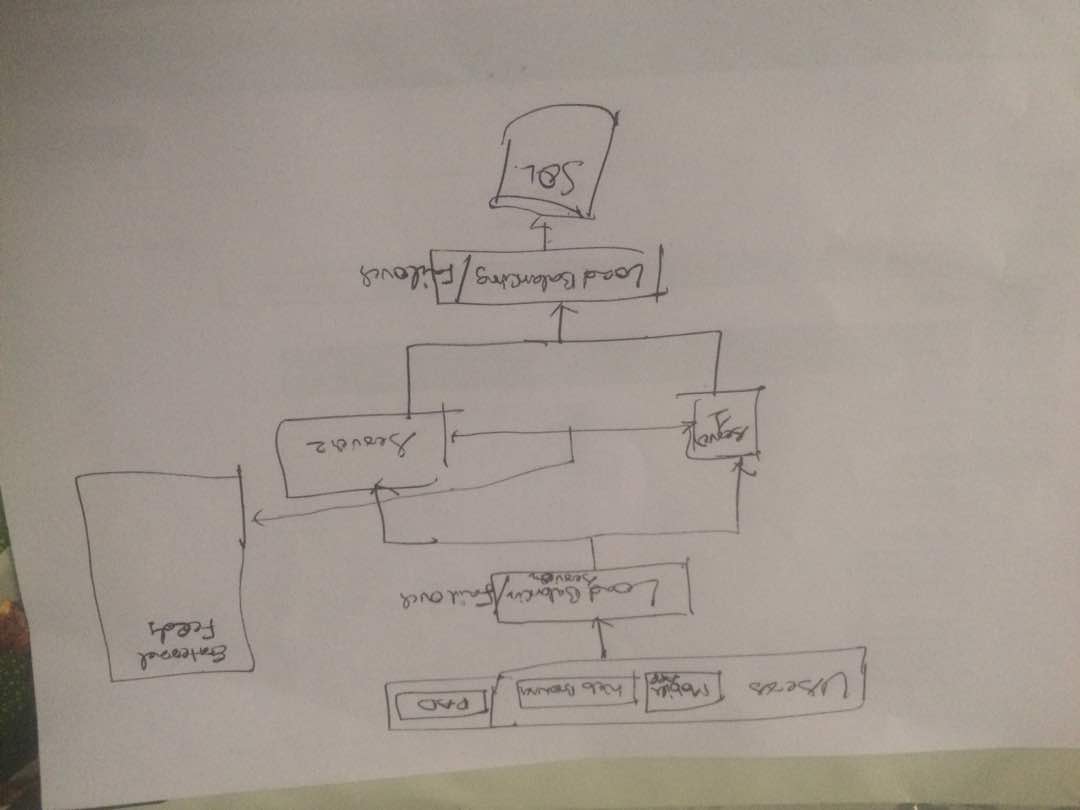 Users
Mobile
App
Web Browser
PAD
External
Feeds
Load Balancing/Failover
Server
Server
1
Server 2
Load Balancing/Failover
SQL